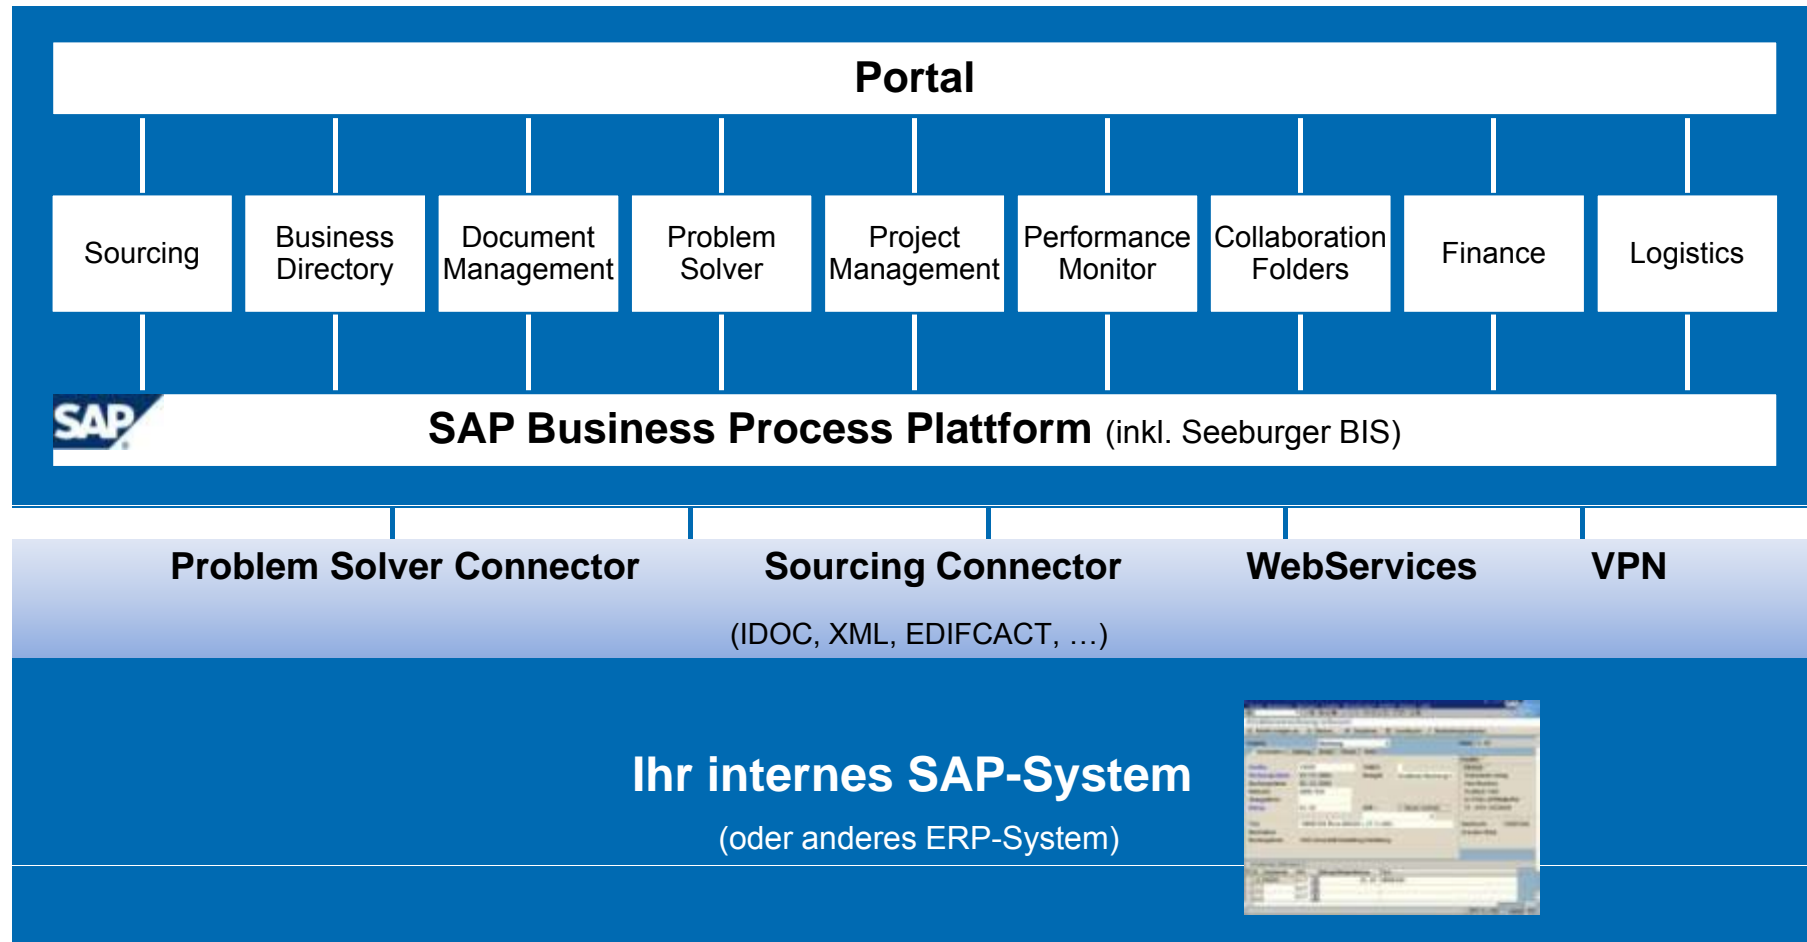 Portal
Sourcing
Business
Directory
Document
Management
Problem
Solver
Project
Management
Performance
Monitor
Collaboration
Folders
Finance
Logistics
SAP
SAP Business Process Plattform (inkl. Seeburger BIS)
Problem Solver Connector Sourcing Connector WebServices VPN
(IDOC, XML, EDIFCACT, …)
Ihr internes SAP-System
(oder anderes ERP-System)